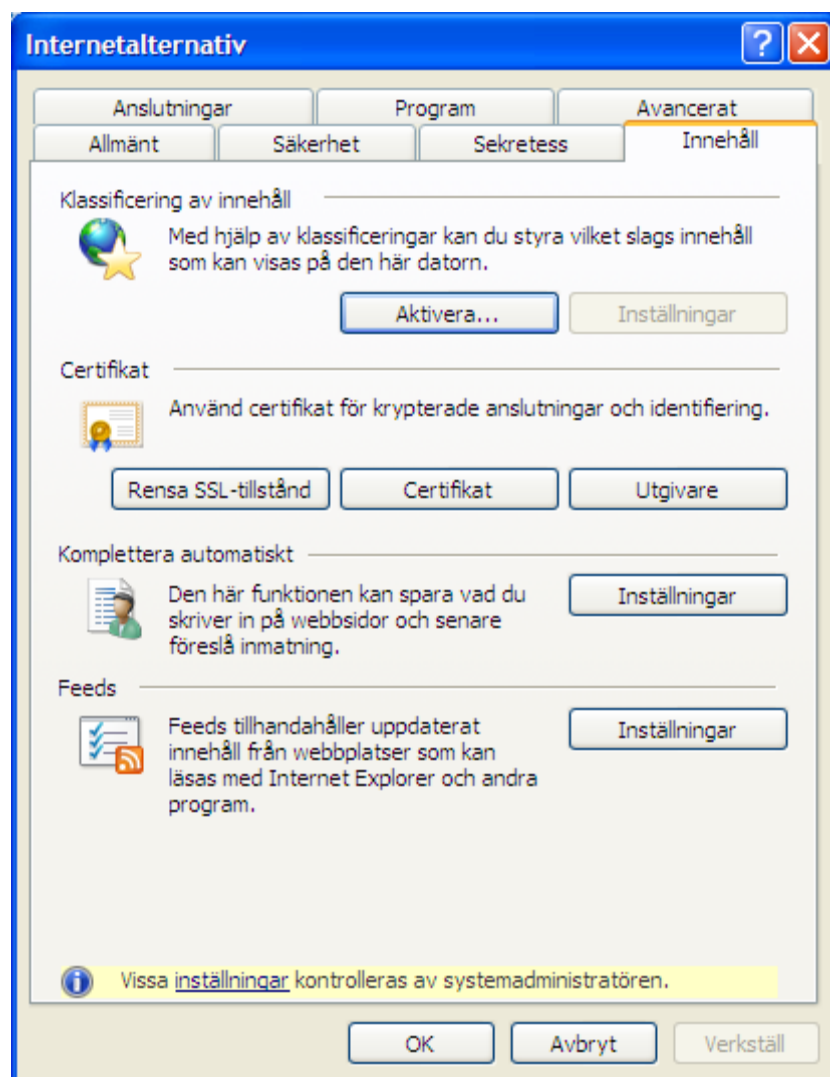 Internetalternativ
Anslutningar Program Avancerat
Allmänt Säkerhet Sekretess Innehåll
Klassificering av innehåll
Med hjälp av klassificeringar kan du styra vilket slags innehåll
som kan visas på den här datorn.
Aktivera... Inställningar
Certifikat
Använd certifikat för krypterade anslutningar och identifiering.
Rensa SSL-tillstånd Certifikat Utgivare
Komplettera automatiskt
Den här funktionen kan spara vad du
skriver in på webbsidor och senare
föreslå inmatning.
Inställningar
Feeds
Feeds tillhandahåller uppdaterat
innehåll från webbplatser som kan
läsas med Internet Explorer och andra
program.
Inställningar
Vissa inställningar kontrolleras av systemadministratören.
OK Avbryt Verkställ